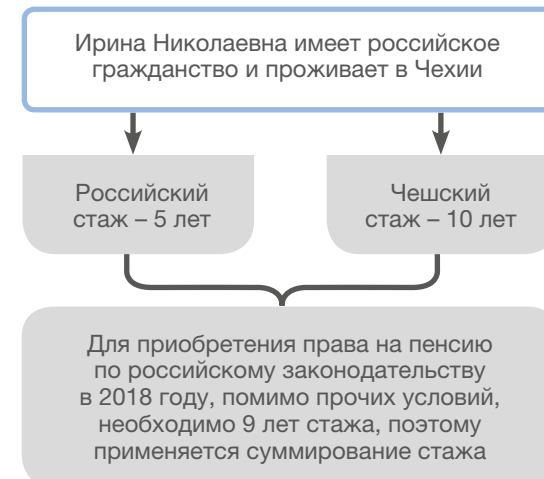 Ирина Николаевна имеет российское
гражданство и проживает в Чехии
Российский
стаж – 5 лет
Чешский
стаж – 10 лет
Для приобретения права на пенсию
по российскому законодательству
в 2018 году, помимо прочих условий,
необходимо 9 лет стажа, поэтому
применяется суммирование стажа